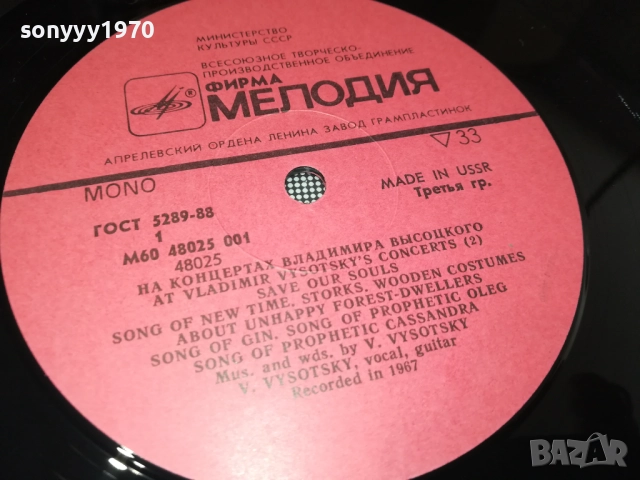 sonyyy1970
МИНИСТЕРСТВО
КУЛЬТУРЫ СССР
ВСЕСОЮЗНОЕ ТВОРЧЕСКО-
ПРОИЗВОДСТВЕННОЕ ОБЪЕДИНЕНИЕ
ФИРМА
® МЕЛОДИЯ
АПРЕЛЕВСКИЙ ОРДЕНА ЛЕНИНА ЗАВОД ГРАМПЛАСТИНОК
▽ 33
MONO
MADE IN USSR
Третья гр.
ГОСТ 5289-88
1
М60 48025 001
48025
НА КОНЦЕРТАХ ВЛАДИМИРА ВЫСОЦКОГО
AT VLADIMIR VYSOTSKY'S CONCERTS (2)
SAVE OUR SOULS
SONG OF NEW TIME. STORKS. WOODEN COSTUMES
ABOUT UNHAPPY FOREST-DWELLERS
SONG OF GIN. SONG OF PROPHETIC OLEG
SONG OF PROPHETIC CASSANDRA
Mus. and wds. by V. VYSOTSKY
V. VYSOTSKY, vocal, guitar
Recorded in 1967
BAZAR
bg